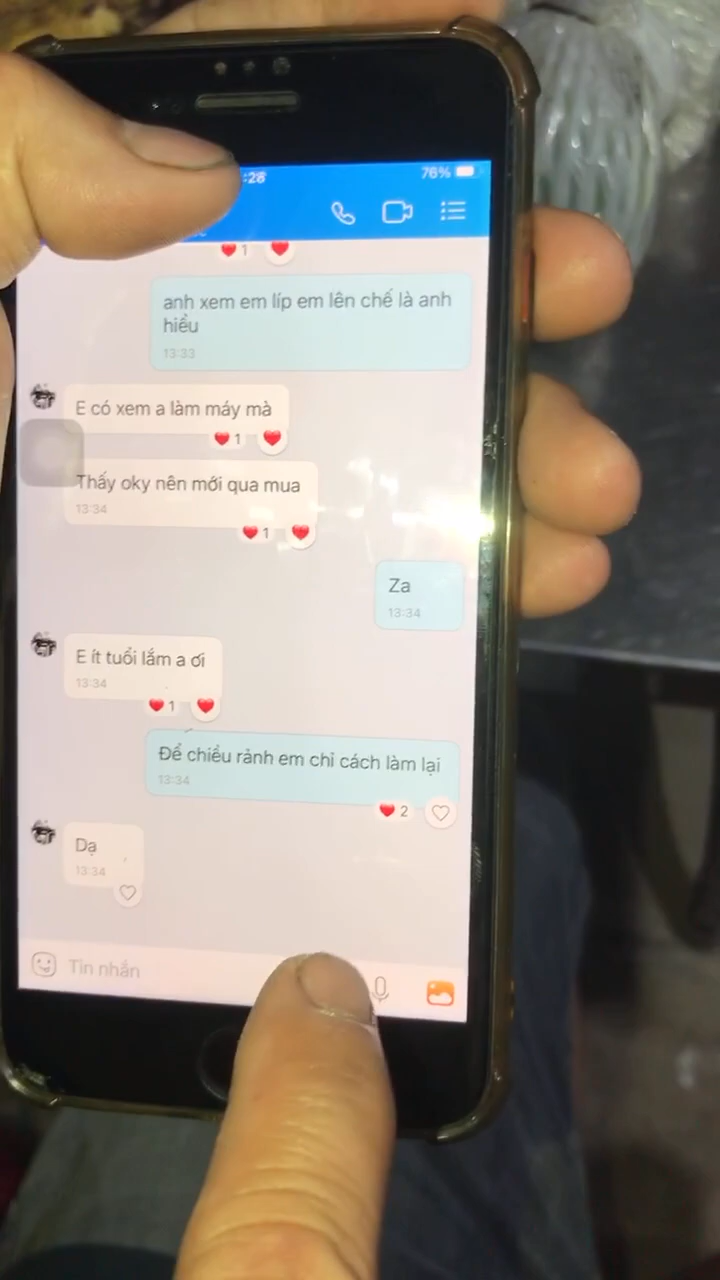 :28
76%
1
anh xem em líp em lên chế là anh
hiều
13:33
E có xem a làm máy mà
1
Thấy oky nên mới qua mua
13:34
1
Za
13:34
E ít tuổi lắm a ơi
13:34
1
Để chiều rảnh em chỉ cách làm lại
13:34
2
Dạ
13:34
Tin nhắn